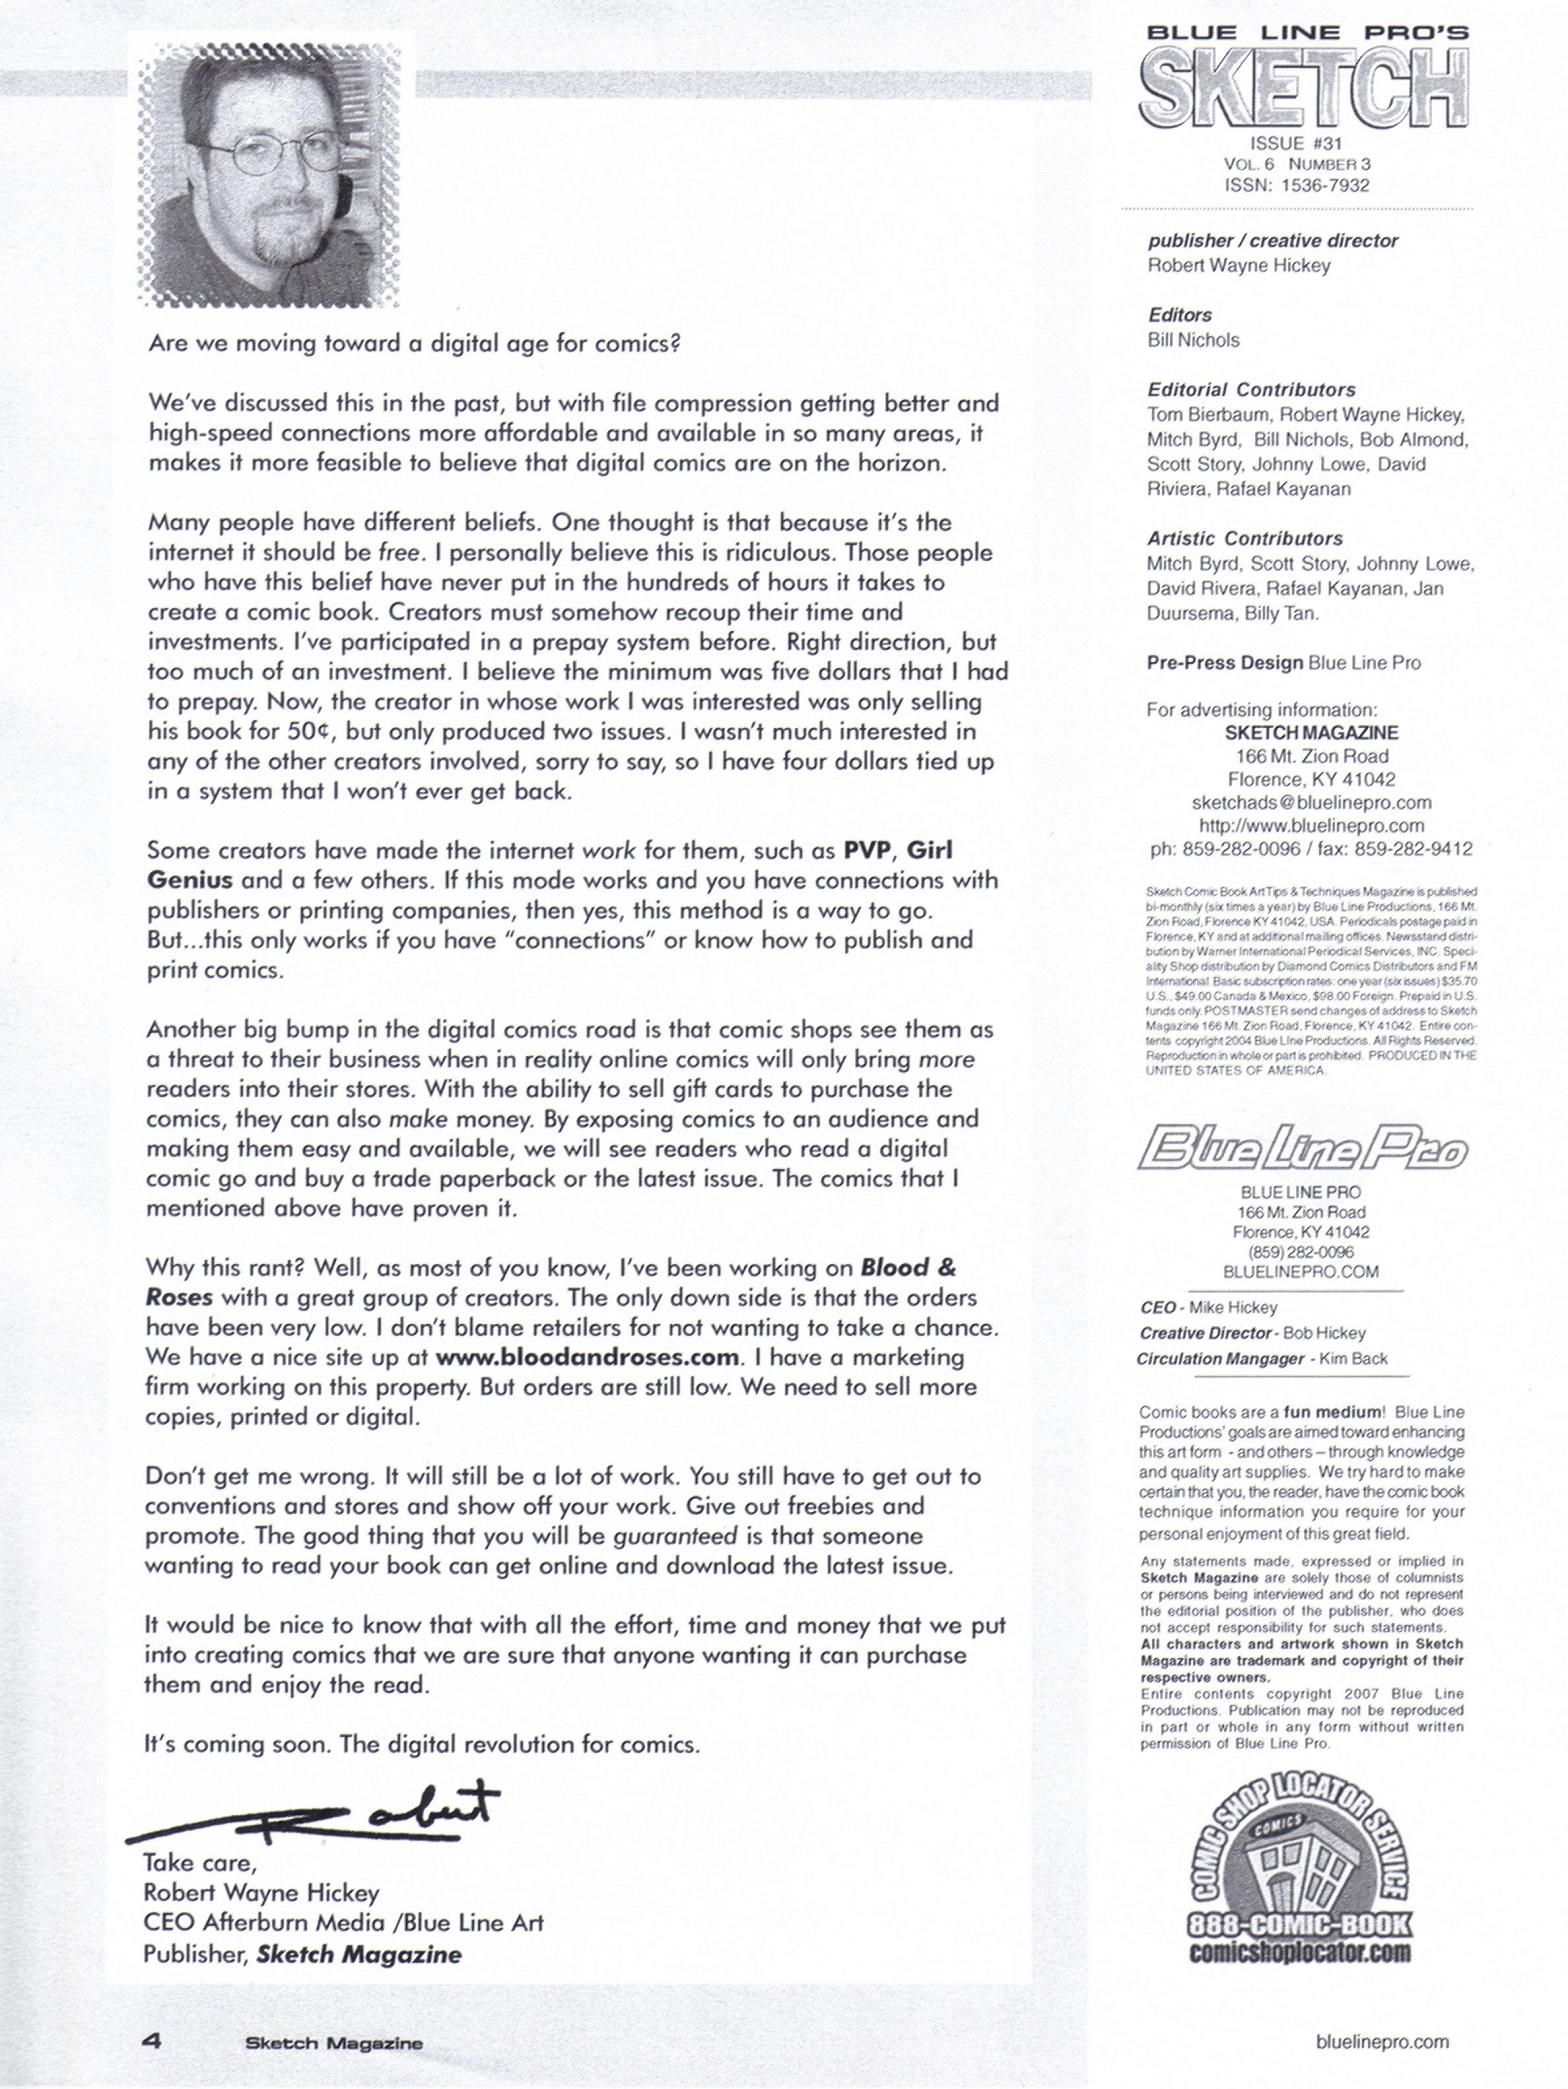 Are we moving toward a digital age for comics?
We've discussed this in the past, but with file compression getting better and
high-speed connections more affordable and available in so many areas, it
makes it more feasible to believe that digital comics are on the horizon.
Many people have different beliefs. One thought is that because it's the
internet it should be free. I personally believe this is ridiculous. Those people
who have this belief have never put in the hundreds of hours it takes to
create a comic book. Creators must somehow recoup their time and
investments. I've participated in a prepay system before. Right direction, but
too much of an investment. I believe the minimum was five dollars that I had
to prepay. Now, the creator in whose work I was interested was only selling
his book for 50¢, but only produced two issues. I wasn't much interested in
any of the other creators involved, sorry to say, so I have four dollars tied up
in a system that I won't ever get back.
Some creators have made the internet work for them, such as PVP, Girl
Genius and a few others. If this mode works and you have connections with
publishers or printing companies, then yes, this method is a way to go.
But...this only works if you have "connections" or know how to publish and
print comics.
Another big bump in the digital comics road is that comic shops see them as
a threat to their business when in reality online comics will only bring more
readers into their stores. With the ability to sell gift cards to purchase the
comics, they can also make money. By exposing comics to an audience and
making them easy and available, we will see readers who read a digital
comic go and buy a trade paperback or the latest issue. The comics that I
mentioned above have proven it.
Why this rant? Well, as most of you know, I've been working on Blood &
Roses with a great group of creators. The only down side is that the orders
have been very low. I don't blame retailers for not wanting to take a chance.
We have a nice site up at www.bloodandroses.com. I have a marketing
firm working on this property. But orders are still low. We need to sell more
copies, printed or digital.
Don't get me wrong. It will still be a lot of work. You still have to get out to
conventions and stores and show off your work. Give out freebies and
promote. The good thing that you will be guaranteed is that someone
wanting to read your book can get online and download the latest issue.
It would be nice to know that with all the effort, time and money that we put
into creating comics that we are sure that anyone wanting it can purchase
them and enjoy the read.
It's coming soon. The digital revolution for comics.
Robert
Take care,
Robert Wayne Hickey
CEO Afterburn Media /Blue Line Art
Publisher, Sketch Magazine
BLUE LINE PRO'S
SKETCH
ISSUE #31
VOL. 6 NUMBER 3
ISSN: 1536-7932
publisher / creative director
Robert Wayne Hickey
Editors
Bill Nichols
Editorial Contributors
Tom Bierbaum, Robert Wayne Hickey,
Mitch Byrd, Bill Nichols, Bob Almond,
Scott Story, Johnny Lowe, David
Riviera, Rafael Kayanan
Artistic Contributors
Mitch Byrd, Scott Story, Johnny Lowe,
David Rivera, Rafael Kayanan, Jan
Duursema, Billy Tan.
Pre-Press Design Blue Line Pro
For advertising information:
SKETCH MAGAZINE
166 Mt. Zion Road
Florence, KY 41042
sketchads@bluelinepro.com
http://www.bluelinepro.com
ph: 859-282-0096 / fax: 859-282-9412
Sketch Comic Book Art Tips & Techniques Magazine is published
bi-monthly (six times a year) by Blue Line Productions, 166 Mt.
Zion Road, Florence KY 41042, USA. Periodicals postage paid in
Florence, KY and at additional mailing offices. Newsstand distri-
bution by Warner International Periodical Services, INC. Speci-
ality Shop distribution by Diamond Comics Distributors and FM
International. Basic subscription rates: one year (six issues) $35.70
U.S., $49.00 Canada & Mexico, $98.00 Foreign. Prepaid in U.S.
funds only. POSTMASTER send changes of address to Sketch
Magazine 166 Mt. Zion Road, Florence, KY 41042. Entire con-
tents copyright 2004 Blue Line Productions. All Rights Reserved.
Reproduction in whole or part is prohibited. PRODUCED IN THE
UNITED STATES OF AMERICA.
Blue Line Pro
BLUE LINE PRO
166 Mt. Zion Road
Florence, KY 41042
(859) 282-0096
BLUELINEPRO.COM
CEO - Mike Hickey
Creative Director - Bob Hickey
Circulation Mangager - Kim Back
Comic books are a fun medium! Blue Line
Productions' goals are aimed toward enhancing
this art form - and others – through knowledge
and quality art supplies. We try hard to make
certain that you, the reader, have the comic book
technique information you require for your
personal enjoyment of this great field.
Any statements made, expressed or implied in
Sketch Magazine are solely those of columnists
or persons being interviewed and do not represent
the editorial position of the publisher, who does
not accept responsibility for such statements.
All characters and artwork shown in Sketch
Magazine are trademark and copyright of their
respective owners.
Entire contents copyright 2007 Blue Line
Productions. Publication may not be reproduced
in part or whole in any form without written
permission of Blue Line Pro.
COMIC SHOP LOCATOR SERVICE
COMICS
888-COMIC-BOOK
comicshoplocator.com
4 Sketch Magazine
bluelinepro.com